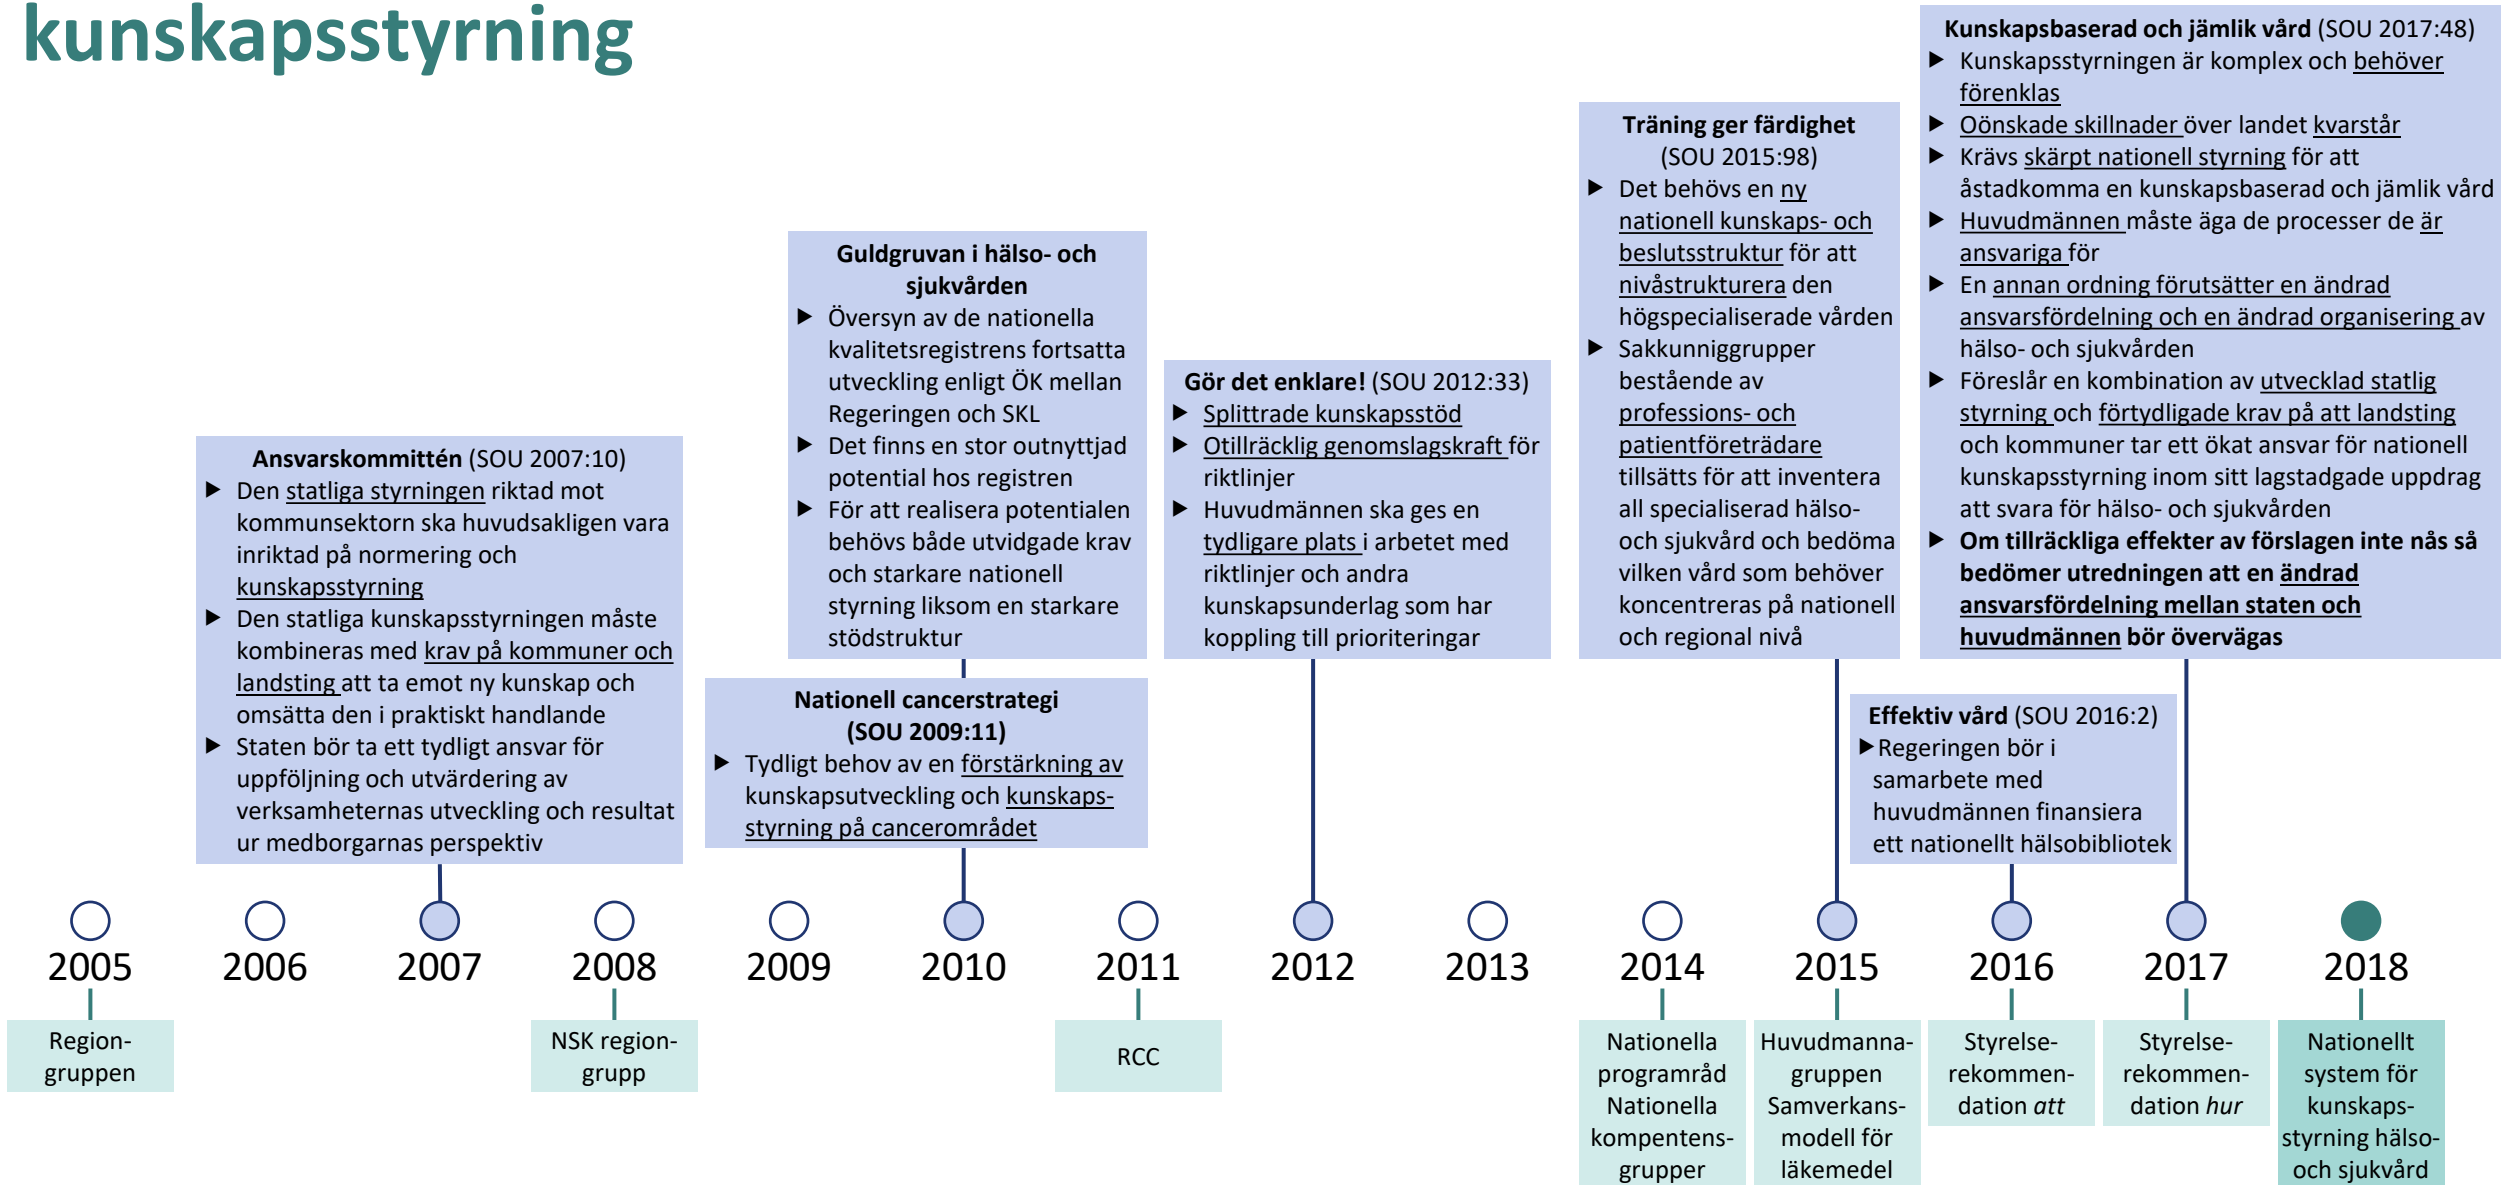 kunskapsstyrning
Ansvarskommittén (SOU 2007:10)
▶ Den statliga styrningen riktad mot
kommunsektorn ska huvudsakligen vara
inriktad på normering och
kunskapsstyrning
▶ Den statliga kunskapsstyrningen måste
kombineras med krav på kommuner och
landsting att ta emot ny kunskap och
omsätta den i praktiskt handlande
▶ Staten bör ta ett tydligt ansvar för
uppföljning och utvärdering av
verksamheternas utveckling och resultat
ur medborgarnas perspektiv
Guldgruvan i hälso- och
sjukvården
▶ Översyn av de nationella
kvalitetsregistrens fortsatta
utveckling enligt ÖK mellan
Regeringen och SKL
▶ Det finns en stor outnyttjad
potential hos registren
▶ För att realisera potentialen
behövs både utvidgade krav
och starkare nationell
styrning liksom en starkare
stödstruktur
Nationell cancerstrategi
(SOU 2009:11)
▶ Tydligt behov av en förstärkning av
kunskapsutveckling och kunskaps-
styrning på cancerområdet
Gör det enklare! (SOU 2012:33)
▶ Splittrade kunskapsstöd
▶ Otillräcklig genomslagskraft för
riktlinjer
▶ Huvudmännen ska ges en
tydligare plats i arbetet med
riktlinjer och andra
kunskapsunderlag som har
koppling till prioriteringar
Träning ger färdighet
(SOU 2015:98)
▶ Det behövs en ny
nationell kunskaps- och
beslutsstruktur för att
nivåstrukturera den
högspecialiserade vården
▶ Sakkunniggrupper
bestående av
professions- och
patientföreträdare
tillsätts för att inventera
all specialiserad hälso-
och sjukvård och bedöma
vilken vård som behöver
koncentreras på nationell
och regional nivå
Kunskapsbaserad och jämlik vård (SOU 2017:48)
▶ Kunskapsstyrningen är komplex och behöver
förenklas
▶ Oönskade skillnader över landet kvarstår
▶ Krävs skärpt nationell styrning för att
åstadkomma en kunskapsbaserad och jämlik vård
▶ Huvudmännen måste äga de processer de är
ansvariga för
▶ En annan ordning förutsätter en ändrad
ansvarsfördelning och en ändrad organisering av
hälso- och sjukvården
▶ Föreslår en kombination av utvecklad statlig
styrning och förtydligade krav på att landsting
och kommuner tar ett ökat ansvar för nationell
kunskapsstyrning inom sitt lagstadgade uppdrag
att svara för hälso- och sjukvården
▶ Om tillräckliga effekter av förslagen inte nås så
bedömer utredningen att en ändrad
ansvarsfördelning mellan staten och
huvudmännen bör övervägas
Effektiv vård (SOU 2016:2)
▶ Regeringen bör i
samarbete med
huvudmännen finansiera
ett nationellt hälsobibliotek
2005 2006 2007 2008 2009 2010 2011 2012 2013 2014 2015 2016 2017 2018
Region-
gruppen
NSK region-
grupp
RCC
Nationella
programråd
Nationella
kompentens-
grupper
Huvudmanna-
gruppen
Samverkans-
modell för
läkemedel
Styrelse-
rekommen-
dation att
Styrelse-
rekommen-
dation hur
Nationellt
system för
kunskaps-
styrning hälso-
och sjukvård